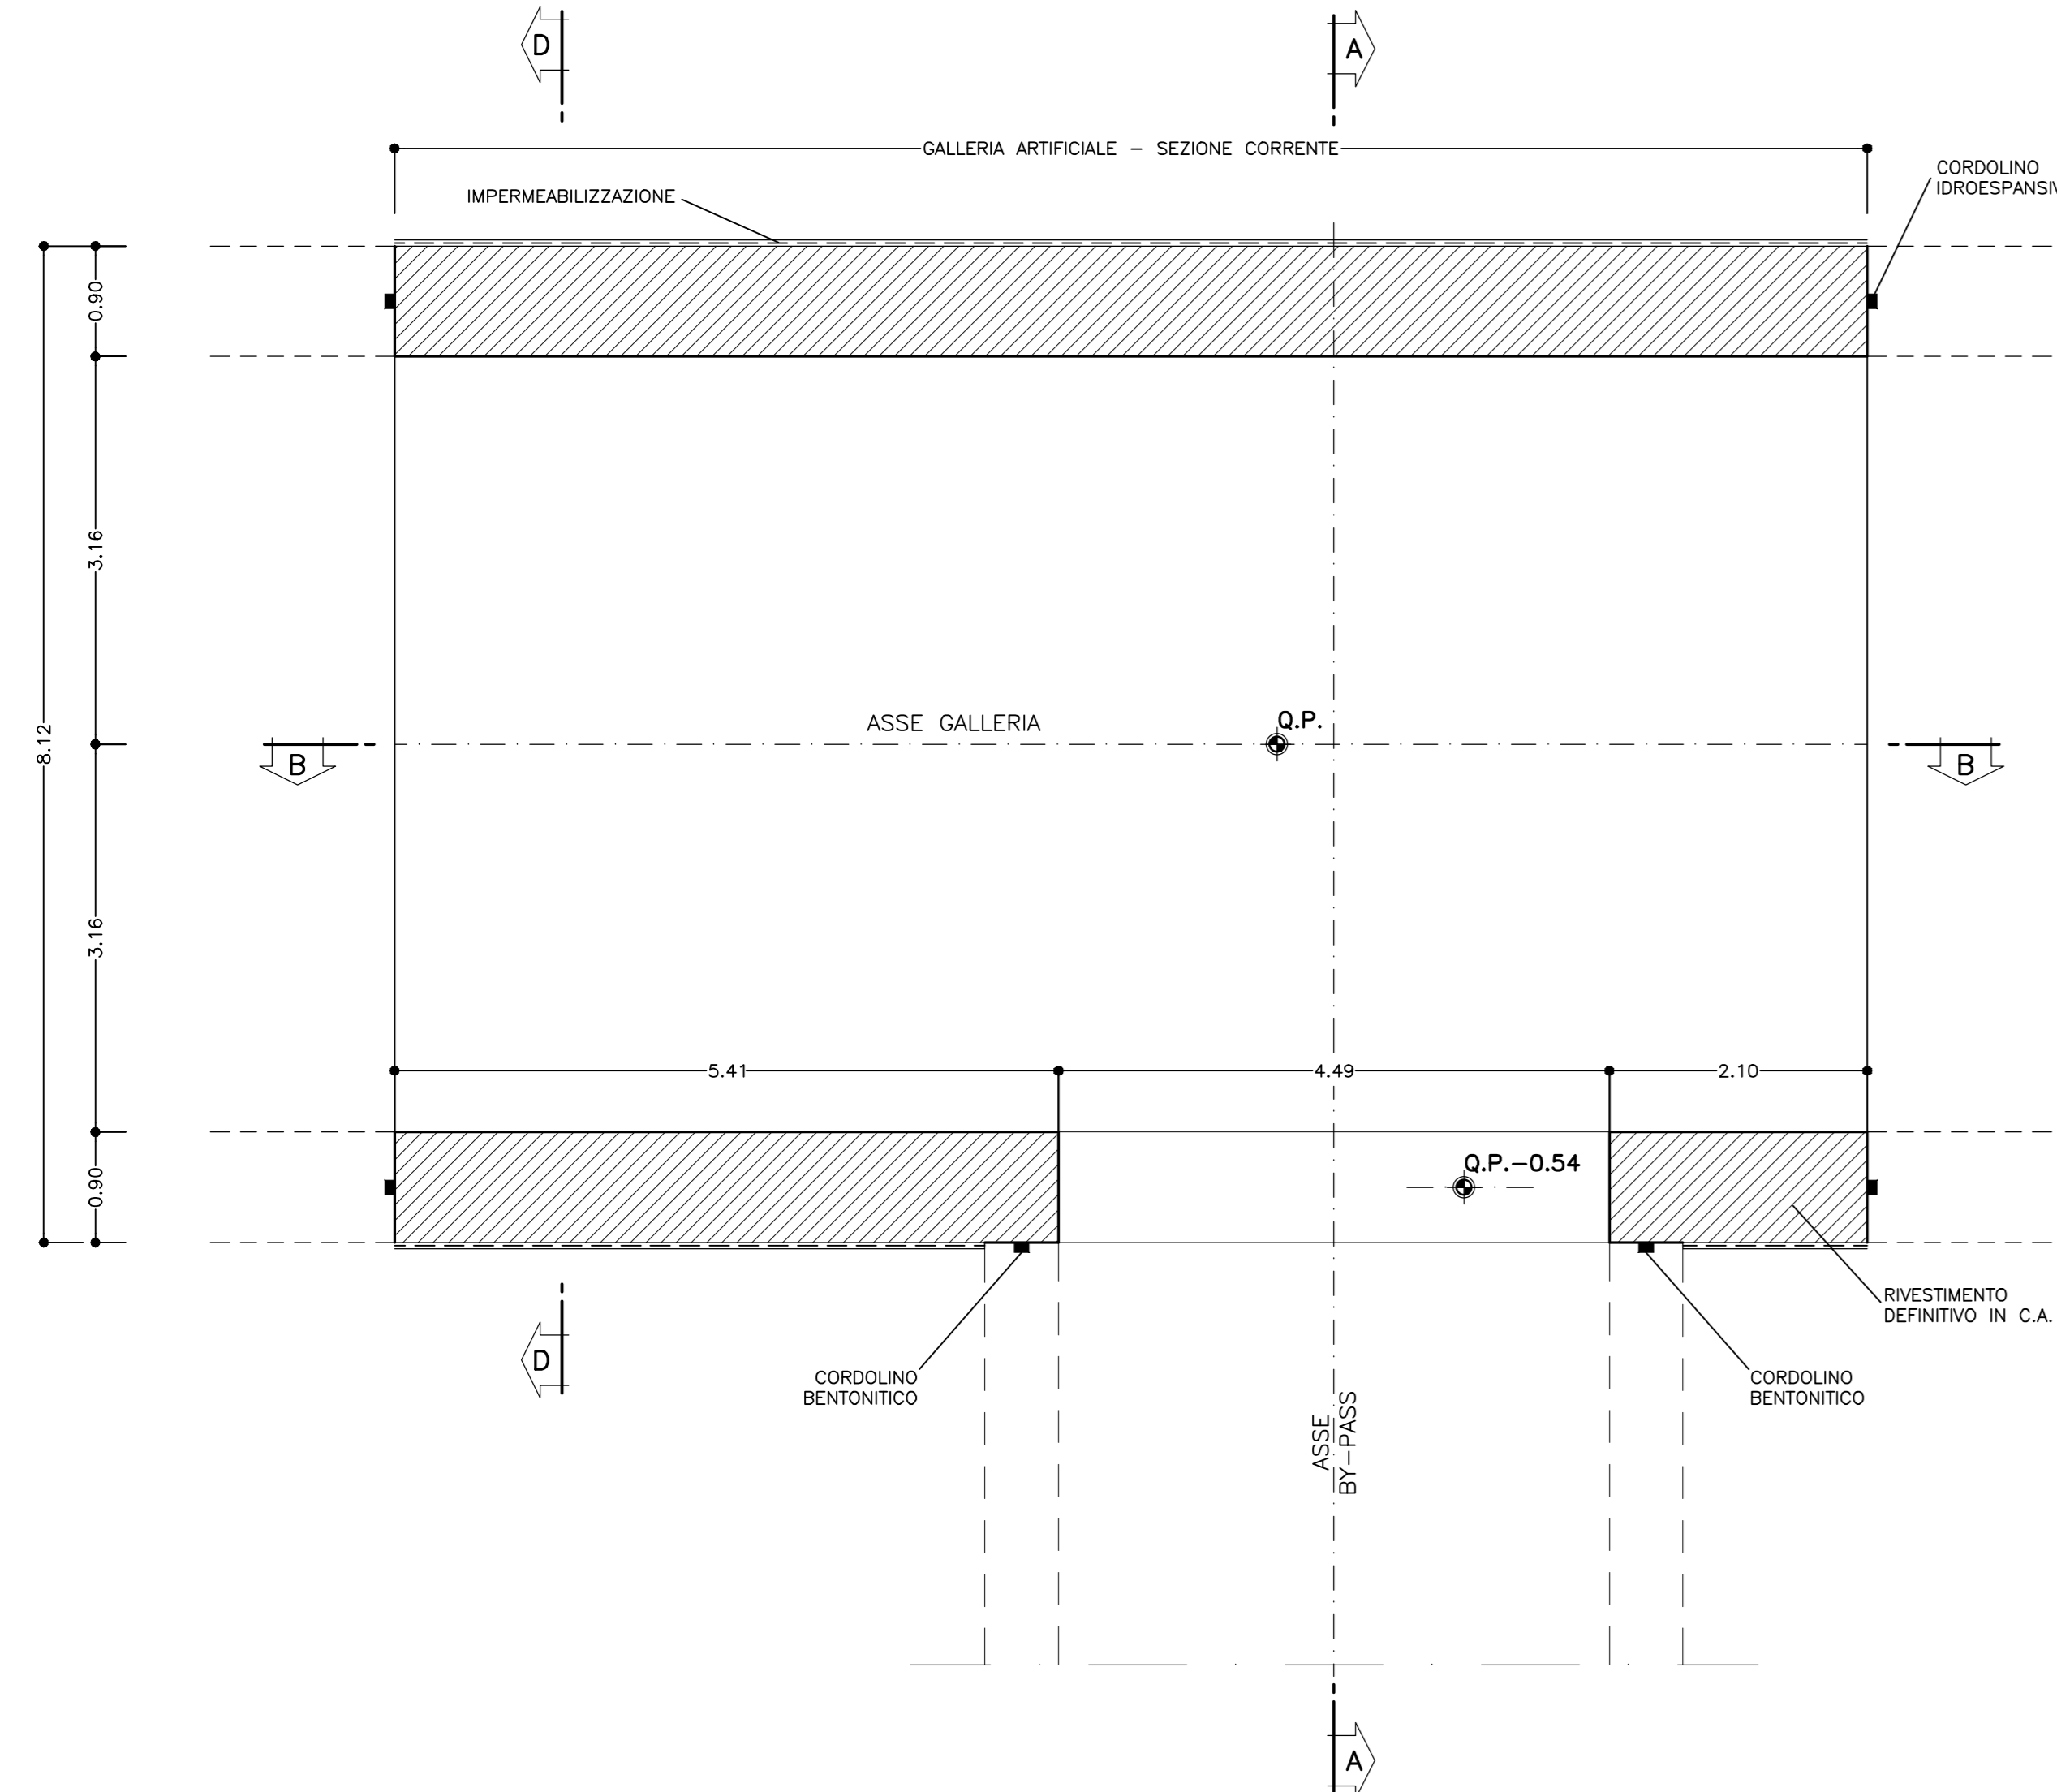 D
A
GALLERIA ARTIFICIALE – SEZIONE CORRENTE
CORDOLINO
IDROESPANSIV
IMPERMEABILIZZAZIONE
0.90
3.16
8.12
ASSE GALLERIA
Q.P.
B
B
3.16
5.41
4.49
2.10
0.90
Q.P.–0.54
RIVESTIMENTO
DEFINITIVO IN C.A.
D
CORDOLINO
BENTONITICO
CORDOLINO
BENTONITICO
ASSE
BY–PASS
A